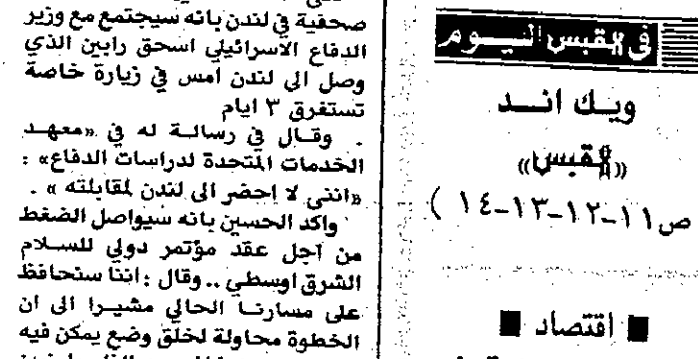 صحفية في لندن بانه سيجتمع مع وزير
الدفاع الاسرائيلي اسحق رابين الذي
وصل الى لندن امس في زيارة خاصة
تستغرق ٣ ايام
. وقال في رسالة له في «معهد
الخدمات المتحدة لدراسات الدفاع» :
«انني لا احضر الى لندن لمقابلته » .
واكد الحسين بانه سيواصل الضغط
من اجل عقد مؤتمر دولي للسلام
الشرق اوسطي .. وقال : اننا سنحافظ
على مسارنا الحالي مشيرا الى ان
الخطوة محاولة لخلق وضع يمكن فيه
في القبس اليوم
ويك اند
«القبس»
ص١١-١٢-١٣-١٤ )
■ اقتصاد ■